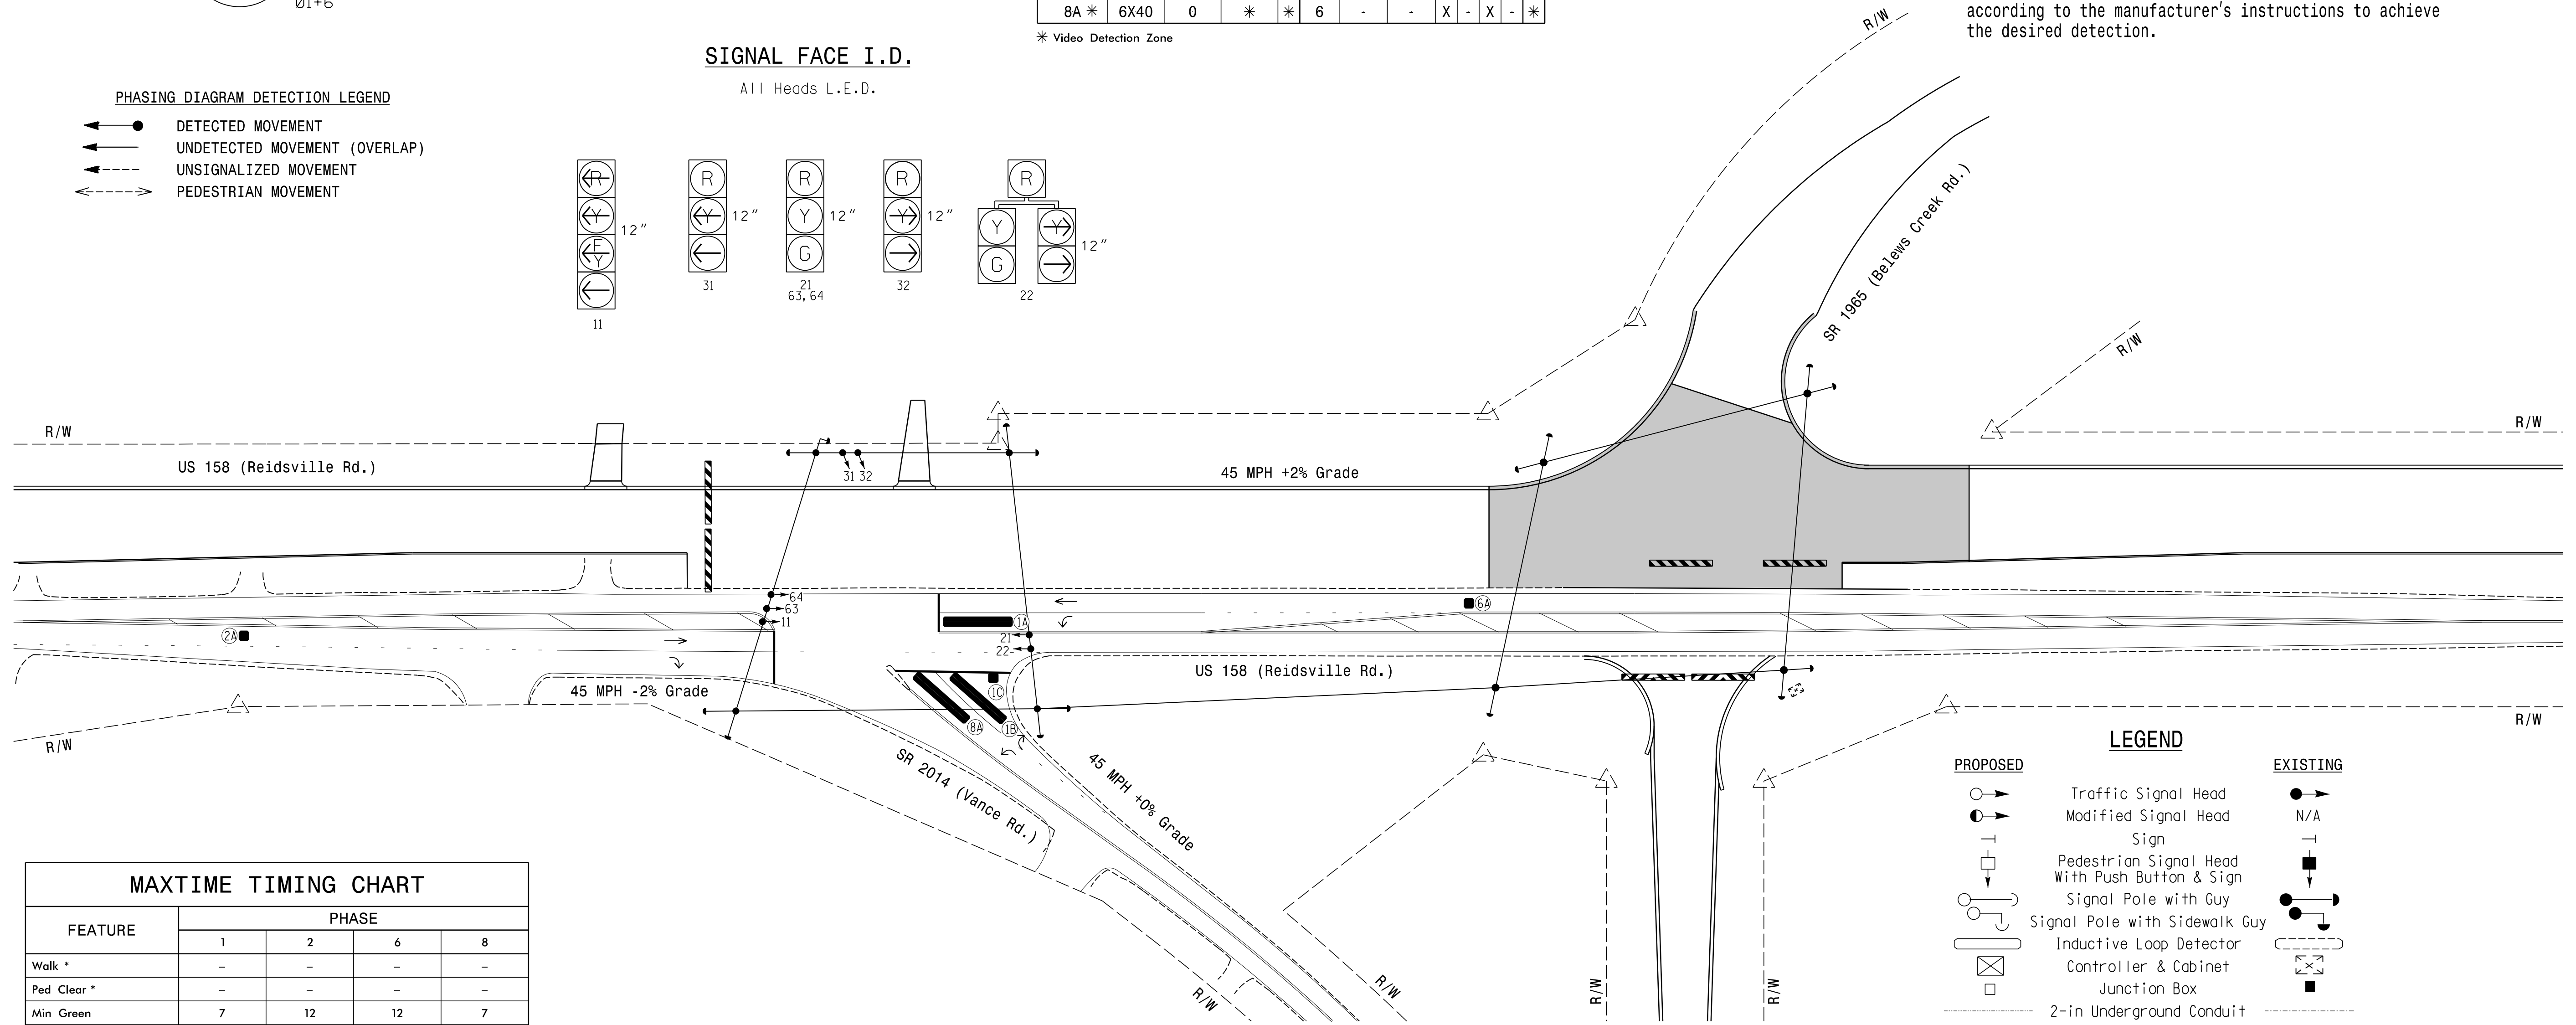 Ø1+6
8A * 6X40 0 * * 6 - - X - X - *
* Video Detection Zone
according to the manufacturer's instructions to achieve
the desired detection.
SIGNAL FACE I.D.
All Heads L.E.D.
PHASING DIAGRAM DETECTION LEGEND
DETECTED MOVEMENT
UNDETECTED MOVEMENT (OVERLAP)
UNSIGNALIZED MOVEMENT
PEDESTRIAN MOVEMENT
R
Y
F
Y
12"
11
R
Y
12"
31
R
Y
G
12"
21
63,64
R
Y
12"
32
R
Y
Y
G
12"
22
R/W
SR 1965 (Belews Creek Rd.)
R/W
R/W
R/W
US 158 (Reidsville Rd.)
31 32
45 MPH +2% Grade
64
63
11
2A
1A
6A
21
22
US 158 (Reidsville Rd.)
45 MPH -2% Grade
1C
8A
1B
R/W
R/W
SR 2014 (Vance Rd.)
45 MPH +0% Grade
R/W
R/W
R/W
R/W
MAXTIME TIMING CHART
FEATURE
PHASE
1 2 6 8
Walk * – – – –
Ped Clear * – – – –
Min Green 7 12 12 7
LEGEND
PROPOSED
EXISTING
Traffic Signal Head
Modified Signal Head N/A
Sign
Pedestrian Signal Head
With Push Button & Sign
Signal Pole with Guy
Signal Pole with Sidewalk Guy
Inductive Loop Detector
Controller & Cabinet
Junction Box
2-in Underground Conduit